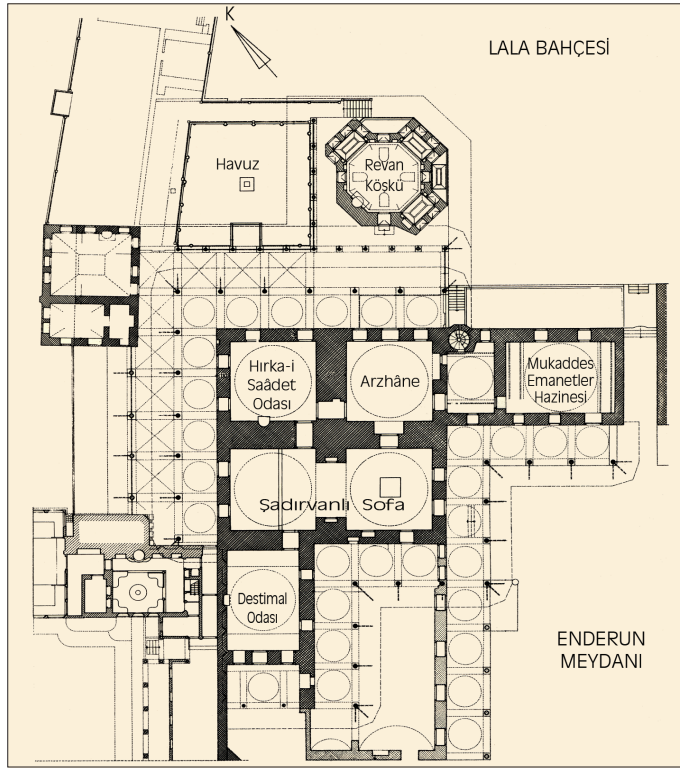 K
LALA BAHÇESİ
Havuz
Revan
Köşkü
Hırka-i
Saâdet
Odası
Arzhâne
Mukaddes
Emanetler
Hazinesi
Şadırvanlı Sofa
Destimal
Odası
ENDERUN
MEYDANI